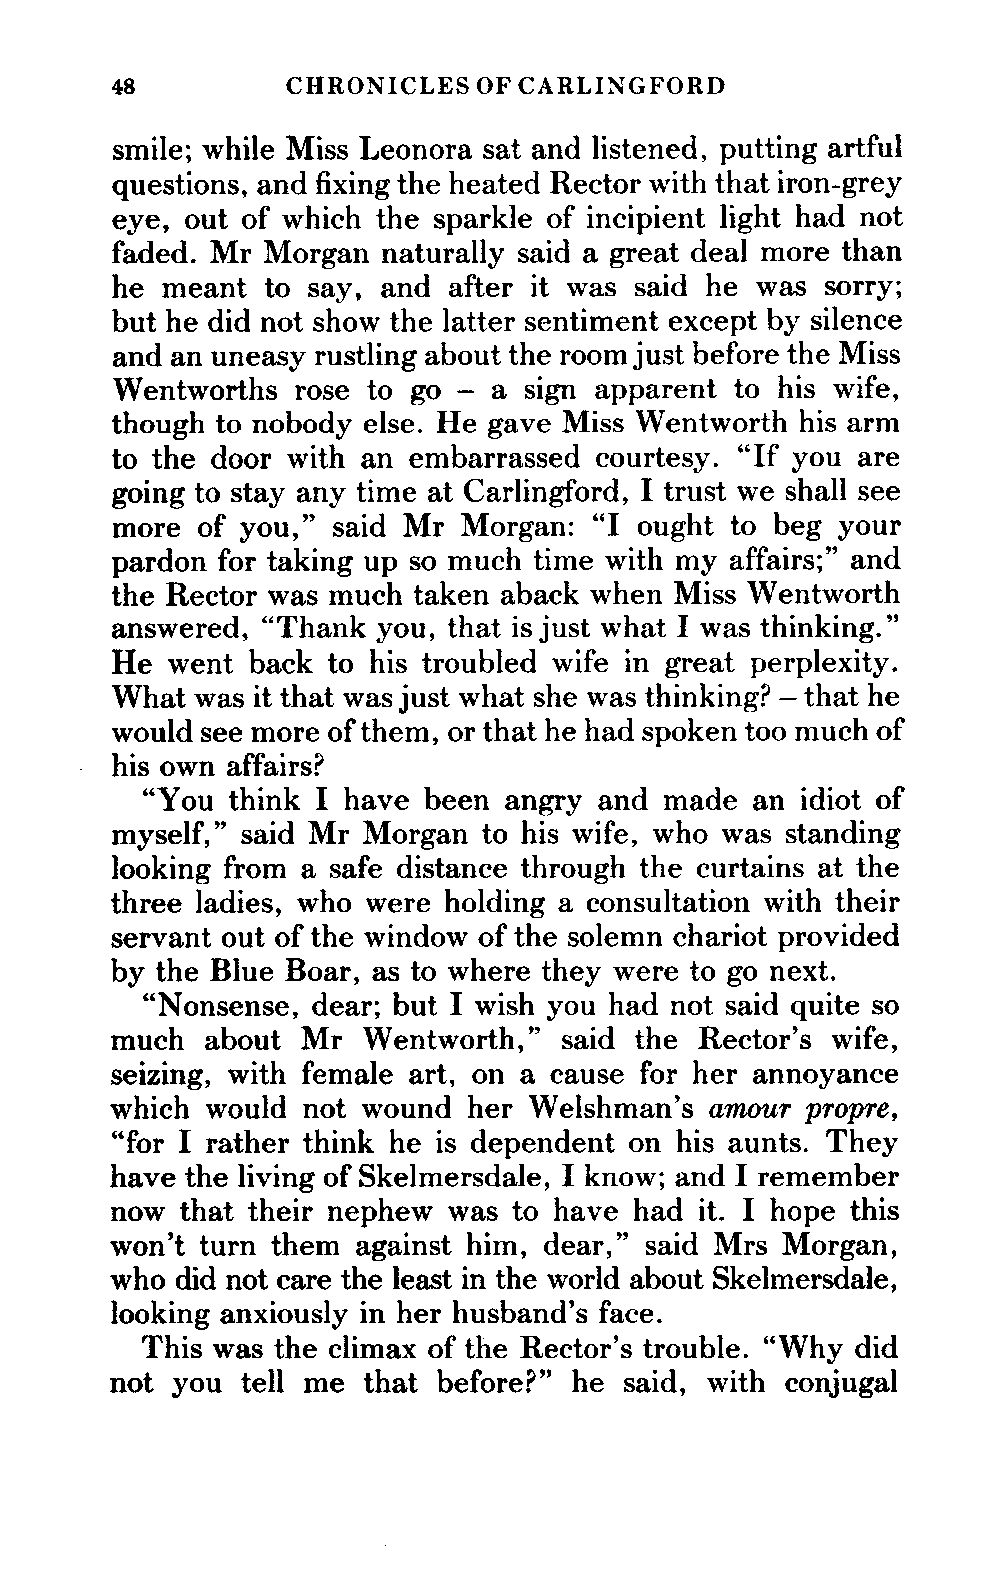 48 CHRONICLES OF CARLINGFORD
smile; while Miss Leonora sat and listened, putting artful
questions, and fixing the heated Rector with that iron-grey
eye, out of which the sparkle of incipient light had not
faded. Mr Morgan naturally said a great deal more than
he meant to say, and after it was said he was sorry;
but he did not show the latter sentiment except by silence
and an uneasy rustling about the room just before the Miss
Wentworths rose to go – a sign apparent to his wife,
though to nobody else. He gave Miss Wentworth his arm
to the door with an embarrassed courtesy. “If you are
going to stay any time at Carlingford, I trust we shall see
more of you,” said Mr Morgan: “I ought to beg your
pardon for taking up so much time with my affairs;” and
the Rector was much taken aback when Miss Wentworth
answered, “Thank you, that is just what I was thinking.”
He went back to his troubled wife in great perplexity.
What was it that was just what she was thinking? – that he
would see more of them, or that he had spoken too much of
his own affairs?
“You think I have been angry and made an idiot of
myself,” said Mr Morgan to his wife, who was standing
looking from a safe distance through the curtains at the
three ladies, who were holding a consultation with their
servant out of the window of the solemn chariot provided
by the Blue Boar, as to where they were to go next.
“Nonsense, dear; but I wish you had not said quite so
much about Mr Wentworth,” said the Rector’s wife,
seizing, with female art, on a cause for her annoyance
which would not wound her Welshman’s amour propre,
“for I rather think he is dependent on his aunts. They
have the living of Skelmersdale, I know; and I remember
now that their nephew was to have had it. I hope this
won’t turn them against him, dear,” said Mrs Morgan,
who did not care the least in the world about Skelmersdale,
looking anxiously in her husband’s face.
This was the climax of the Rector’s trouble. “Why did
not you tell me that before?” he said, with conjugal